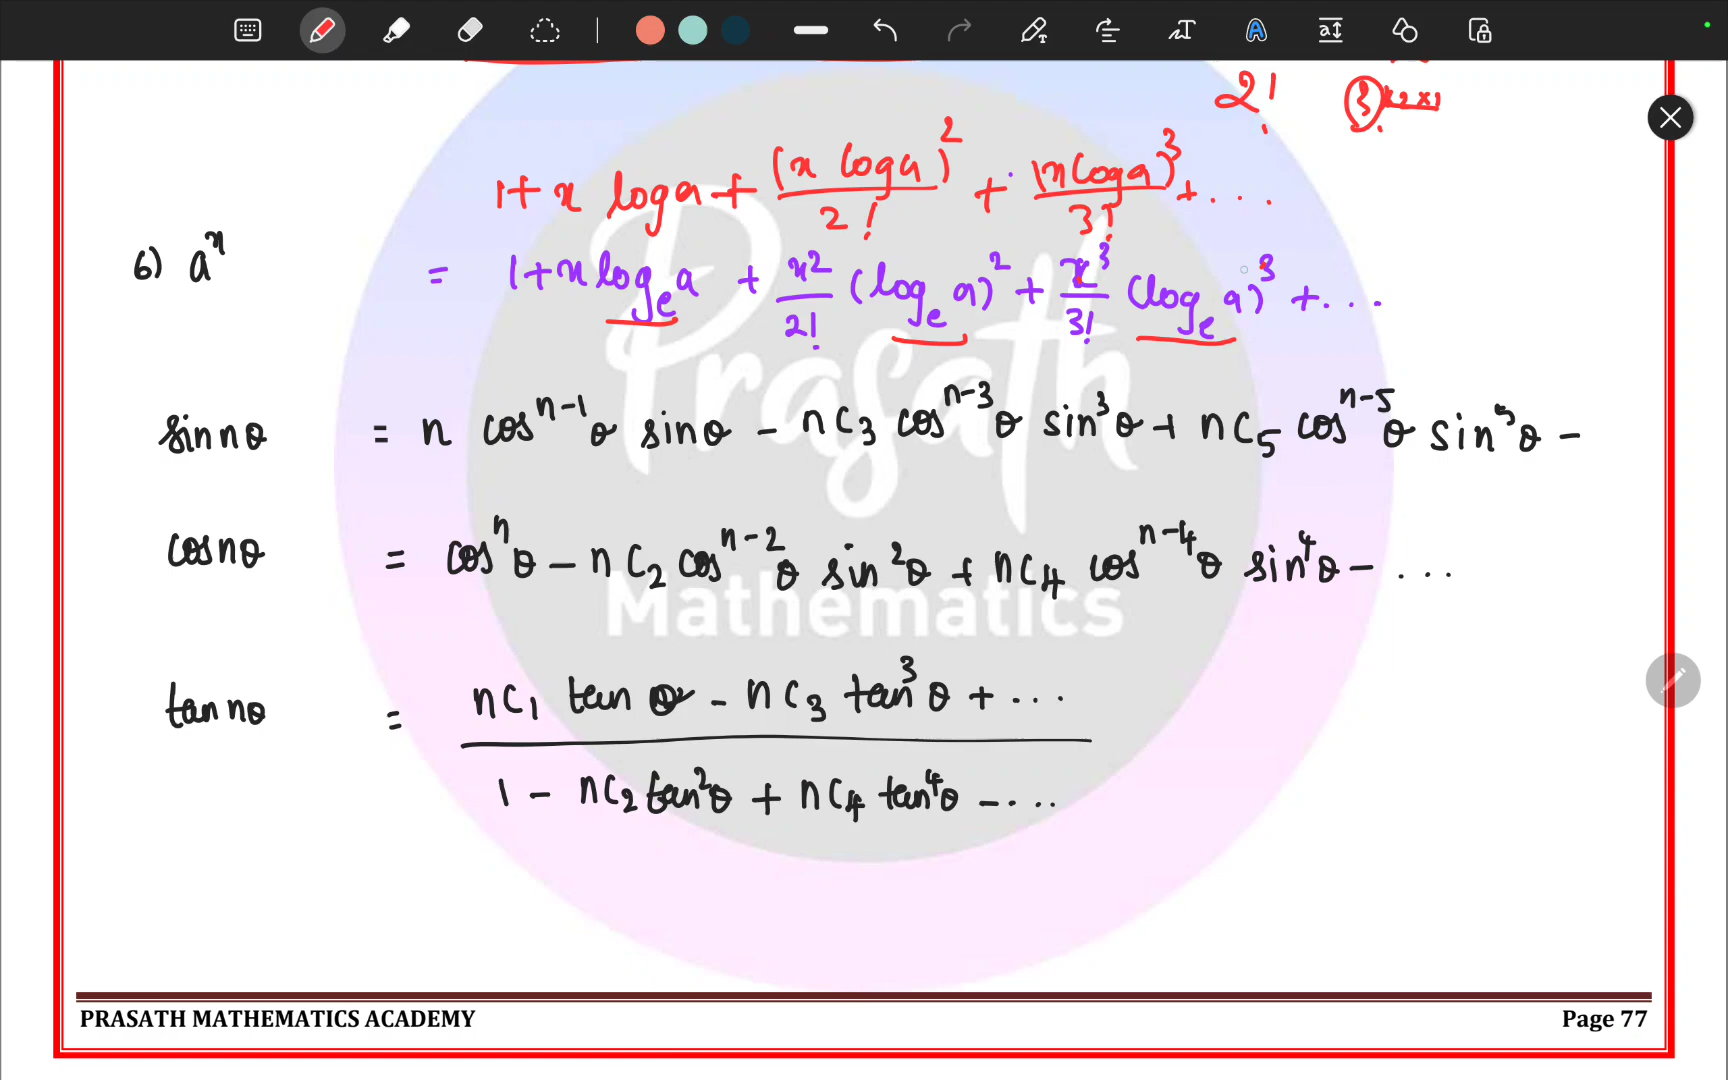 2! 3! ×2×1
1+ x log a + (x log a)^2/2! + (x log a)^3/3! + ...
6) a^x = 1+x log_e a + x^2/2! (log_e a)^2 + x^3/3! (log_e a)^3 + ...
sin nθ = n cos^{n-1} θ sin θ - nC3 cos^{n-3} θ sin^3 θ + nC5 cos^{n-5} θ sin^5 θ -
cos nθ = cos^n θ - nC2 cos^{n-2} θ sin^2 θ + nC4 cos^{n-4} θ sin^4 θ - ...
tan nθ = nC1 tan θ - nC3 tan^3 θ + ...
1 - nC2 tan^2 θ + nC4 tan^4 θ - ....
Prasath
Mathematics
PRASATH MATHEMATICS ACADEMY Page 77